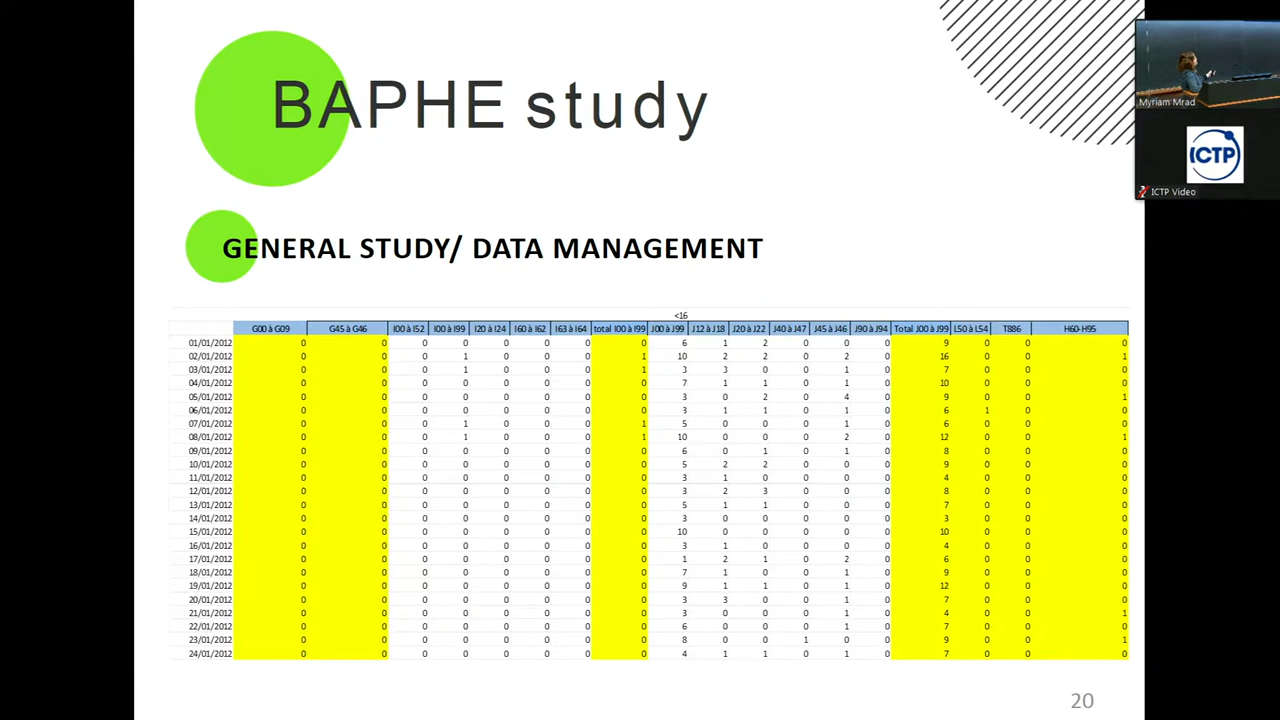 BAPHE study
GENERAL STUDY/ DATA MANAGEMENT
<16
G00 à G09 G45 à G46 I00 à I52 I00 à I99 I20 à I24 I60 à I62 I63 à I64 total I00 à I99 J00 à J99 J12 à J18 J20 à J22 J40 à J47 J45 à J46 J90 à J94 Total J00 à J99 L50 à L54 T886 H60-H95
01/01/2012 0 0 0 0 0 0 0 0 6 1 2 0 0 0 9 0 0 0
02/01/2012 0 0 0 1 0 0 0 1 10 2 2 0 2 0 16 0 0 1
03/01/2012 0 0 0 1 0 0 0 1 3 3 0 0 1 0 7 0 0 0
04/01/2012 0 0 0 0 0 0 0 0 7 1 1 0 1 0 10 0 0 0
05/01/2012 0 0 0 0 0 0 0 0 3 0 2 0 4 0 9 0 0 1
06/01/2012 0 0 0 0 0 0 0 0 3 1 1 0 1 0 6 1 0 0
07/01/2012 0 0 0 1 0 0 0 1 5 0 0 0 1 0 6 0 0 0
08/01/2012 0 0 0 1 0 0 0 1 10 0 0 0 2 0 12 0 0 1
09/01/2012 0 0 0 0 0 0 0 0 6 0 1 0 1 0 8 0 0 0
10/01/2012 0 0 0 0 0 0 0 0 5 2 2 0 0 0 9 0 0 0
11/01/2012 0 0 0 0 0 0 0 0 3 1 0 0 0 0 4 0 0 0
12/01/2012 0 0 0 0 0 0 0 0 3 2 3 0 0 0 8 0 0 0
13/01/2012 0 0 0 0 0 0 0 0 5 1 1 0 0 0 7 0 0 0
14/01/2012 0 0 0 0 0 0 0 0 3 0 0 0 0 0 3 0 0 0
15/01/2012 0 0 0 0 0 0 0 0 10 0 0 0 0 0 10 0 0 0
16/01/2012 0 0 0 0 0 0 0 0 3 1 0 0 0 0 4 0 0 0
17/01/2012 0 0 0 0 0 0 0 0 1 2 1 0 2 0 6 0 0 0
18/01/2012 0 0 0 0 0 0 0 0 7 1 0 0 1 0 9 0 0 0
19/01/2012 0 0 0 0 0 0 0 0 9 1 1 0 1 0 12 0 0 0
20/01/2012 0 0 0 0 0 0 0 0 3 3 0 0 1 0 7 0 0 0
21/01/2012 0 0 0 0 0 0 0 0 3 0 0 0 1 0 4 0 0 1
22/01/2012 0 0 0 0 0 0 0 0 6 0 0 0 1 0 7 0 0 0
23/01/2012 0 0 0 0 0 0 0 0 8 0 0 1 0 0 9 0 0 1
24/01/2012 0 0 0 0 0 0 0 0 4 1 1 0 1 0 7 0 0 0
20
Myriam Mrad
ICTP
ICTP Video